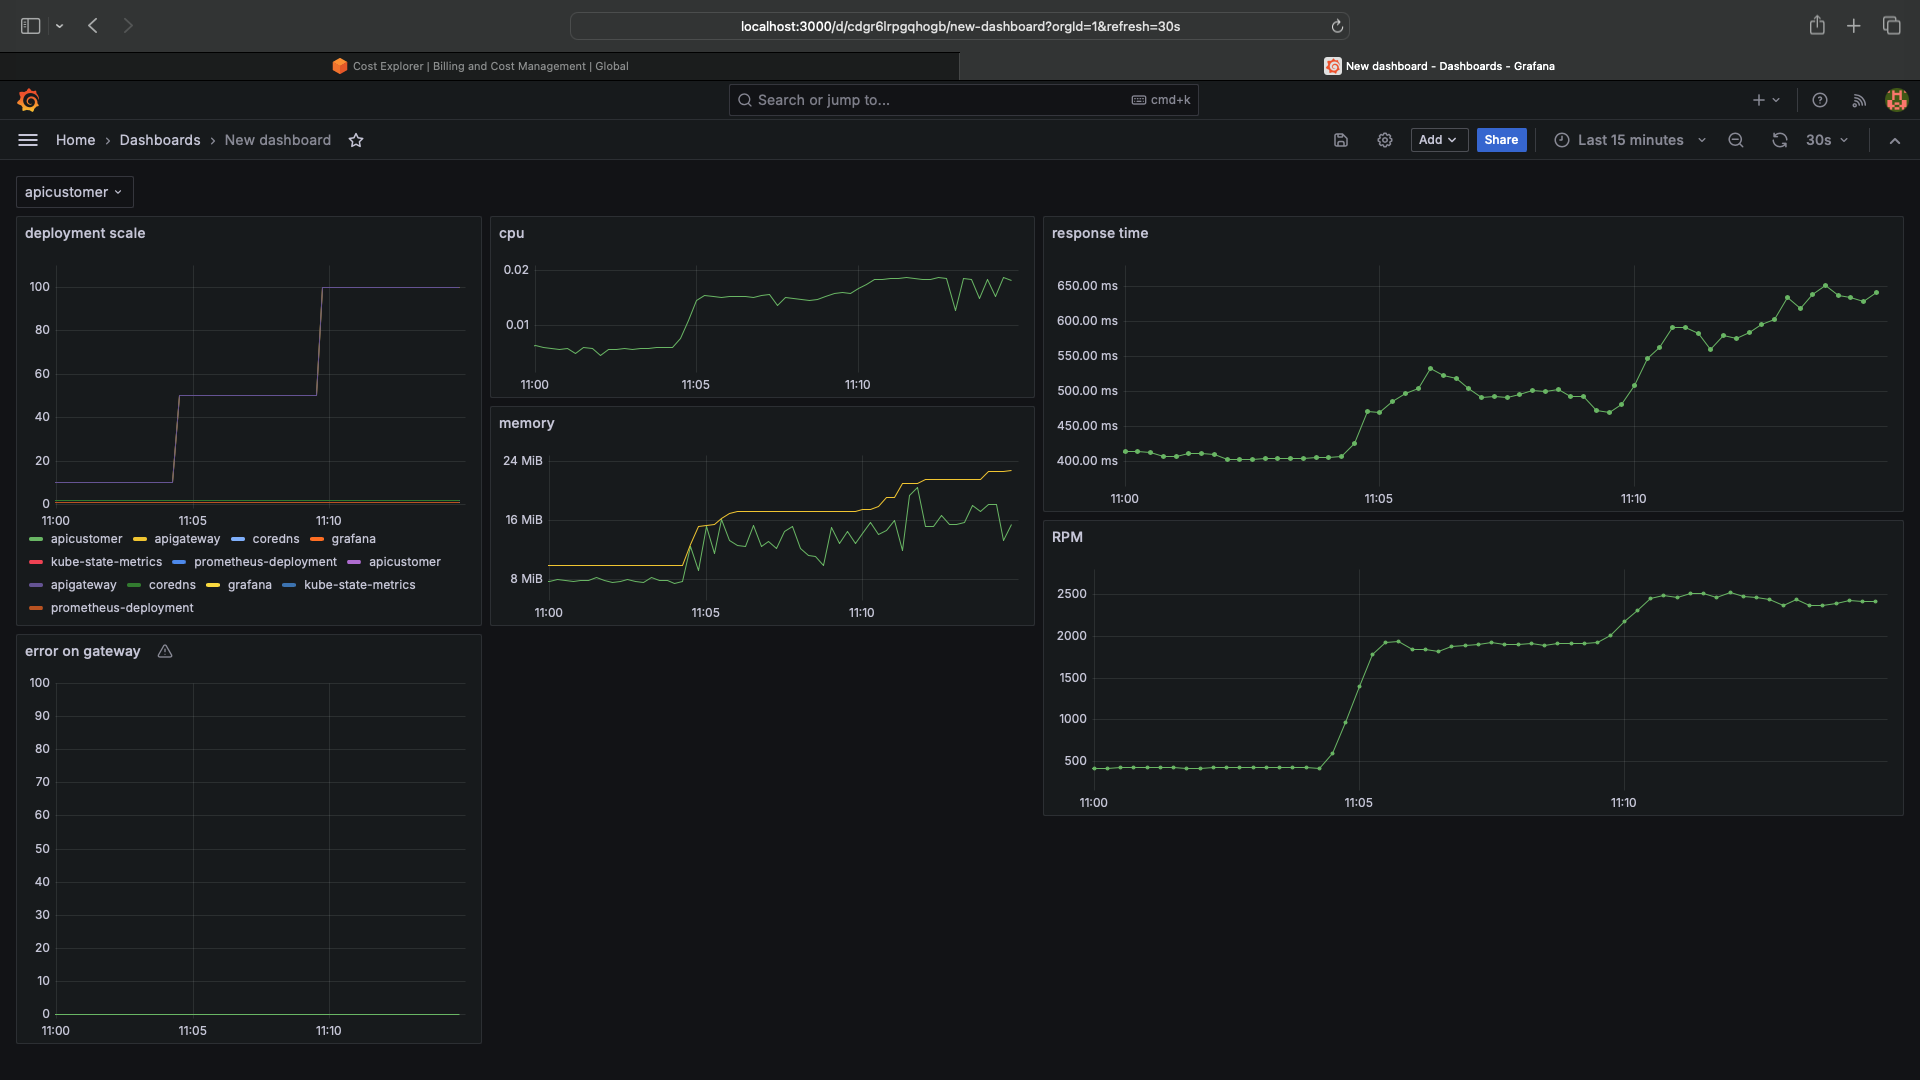 localhost:3000/d/cdgr6lrpgqhogb/new-dashboard?orgId=1&refresh=30s
Cost Explorer | Billing and Cost Management | Global
New dashboard - Dashboards - Grafana
Search or jump to...
cmd+k
Home › Dashboards › New dashboard
Add
Share
Last 15 minutes
30s
apicustomer
deployment scale
100
80
60
40
20
0
11:00 11:05 11:10
apicustomer apigateway coredns grafana
kube-state-metrics prometheus-deployment apicustomer
apigateway coredns grafana kube-state-metrics
prometheus-deployment
cpu
0.02
0.01
11:00 11:05 11:10
memory
24 MiB
16 MiB
8 MiB
11:00 11:05 11:10
response time
650.00 ms
600.00 ms
550.00 ms
500.00 ms
450.00 ms
400.00 ms
11:00 11:05 11:10
RPM
2500
2000
1500
1000
500
11:00 11:05 11:10
error on gateway
100
90
80
70
60
50
40
30
20
10
0
11:00 11:05 11:10